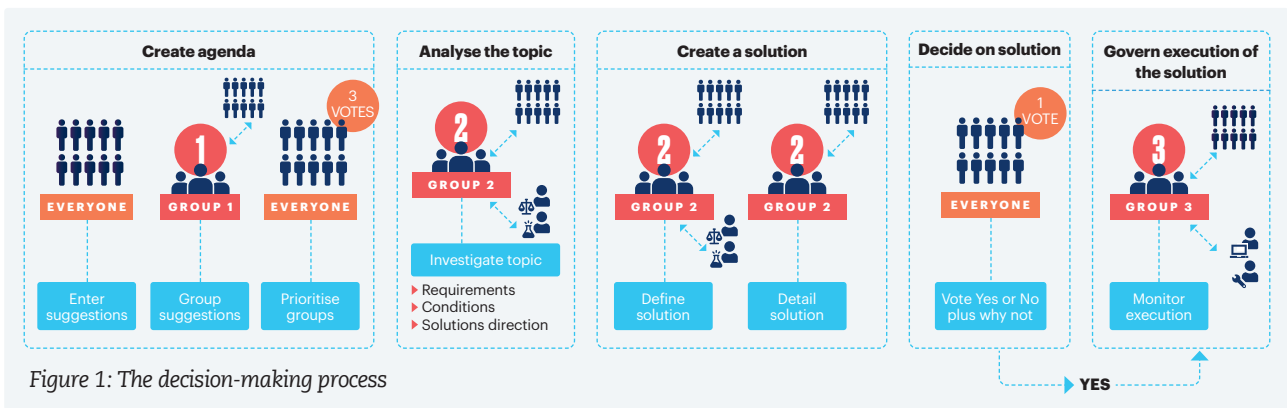 Create agenda
3
VOTES
1
EVERYONE
GROUP 1
EVERYONE
Enter
suggestions
Group
suggestions
Prioritise
groups
Analyse the topic
2
GROUP 2
Investigate topic
Requirements
Conditions
Solutions direction
Create a solution
2
2
GROUP 2
GROUP 2
Define
solution
Detail
solution
Decide on solution
1
VOTE
EVERYONE
Vote Yes or No
plus why not
Govern execution of
the solution
3
GROUP 3
Monitor
execution
YES
Figure 1: The decision-making process